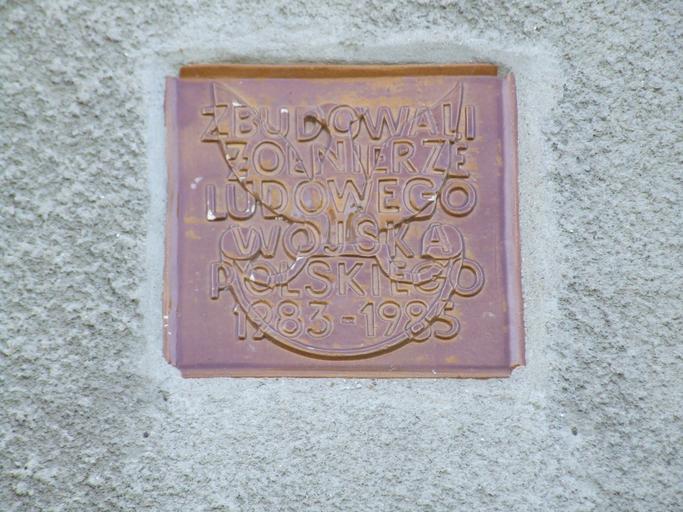 ZBUDOWALI
ŻOŁNIERZE
LUDOWEGO
WOJSKA
POLSKIEGO
1983-1985